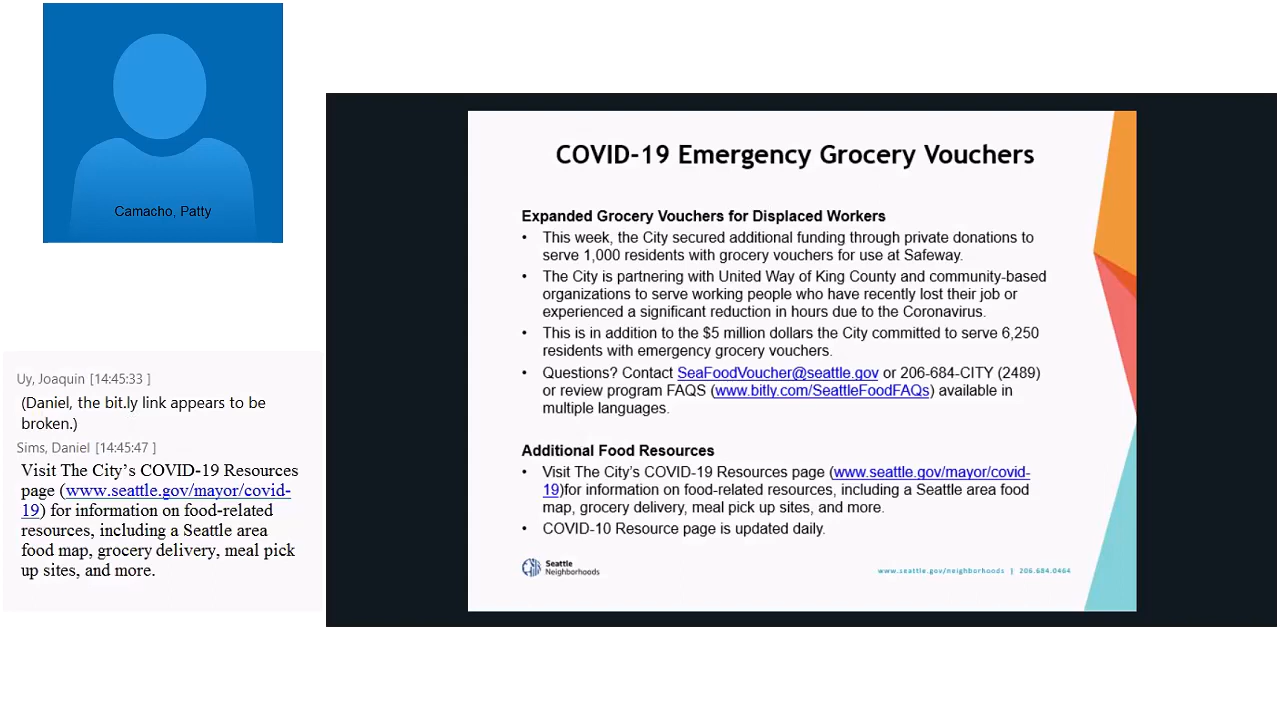 Camacho, Patty
Uy, Joaquin [14:45:33 ]
(Daniel, the bit.ly link appears to be
broken.)
Sims, Daniel [14:45:47 ]
Visit The City’s COVID-19 Resources
page (www.seattle.gov/mayor/covid-
19) for information on food-related
resources, including a Seattle area
food map, grocery delivery, meal pick
up sites, and more.
COVID-19 Emergency Grocery Vouchers
Expanded Grocery Vouchers for Displaced Workers
• This week, the City secured additional funding through private donations to
serve 1,000 residents with grocery vouchers for use at Safeway.
• The City is partnering with United Way of King County and community-based
organizations to serve working people who have recently lost their job or
experienced a significant reduction in hours due to the Coronavirus.
• This is in addition to the $5 million dollars the City committed to serve 6,250
residents with emergency grocery vouchers.
• Questions? Contact SeaFoodVoucher@seattle.gov or 206-684-CITY (2489)
or review program FAQS (www.bitly.com/SeattleFoodFAQs) available in
multiple languages.
Additional Food Resources
• Visit The City’s COVID-19 Resources page (www.seattle.gov/mayor/covid-
19)for information on food-related resources, including a Seattle area food
map, grocery delivery, meal pick up sites, and more.
• COVID-10 Resource page is updated daily.
Seattle
Neighborhoods
www.seattle.gov/neighborhoods | 206.684.0464